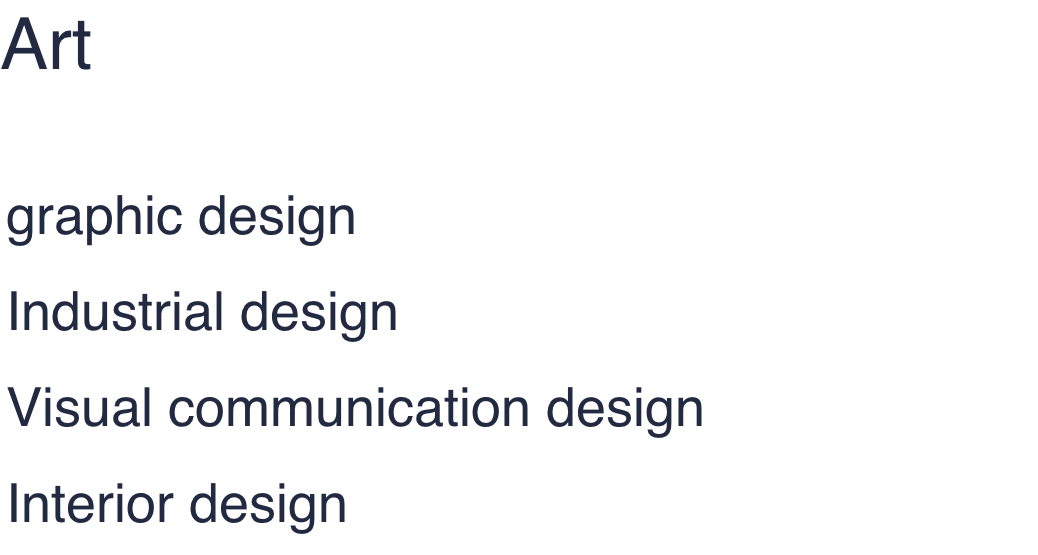 Art
graphic design
Industrial design
Visual communication design
Interior design